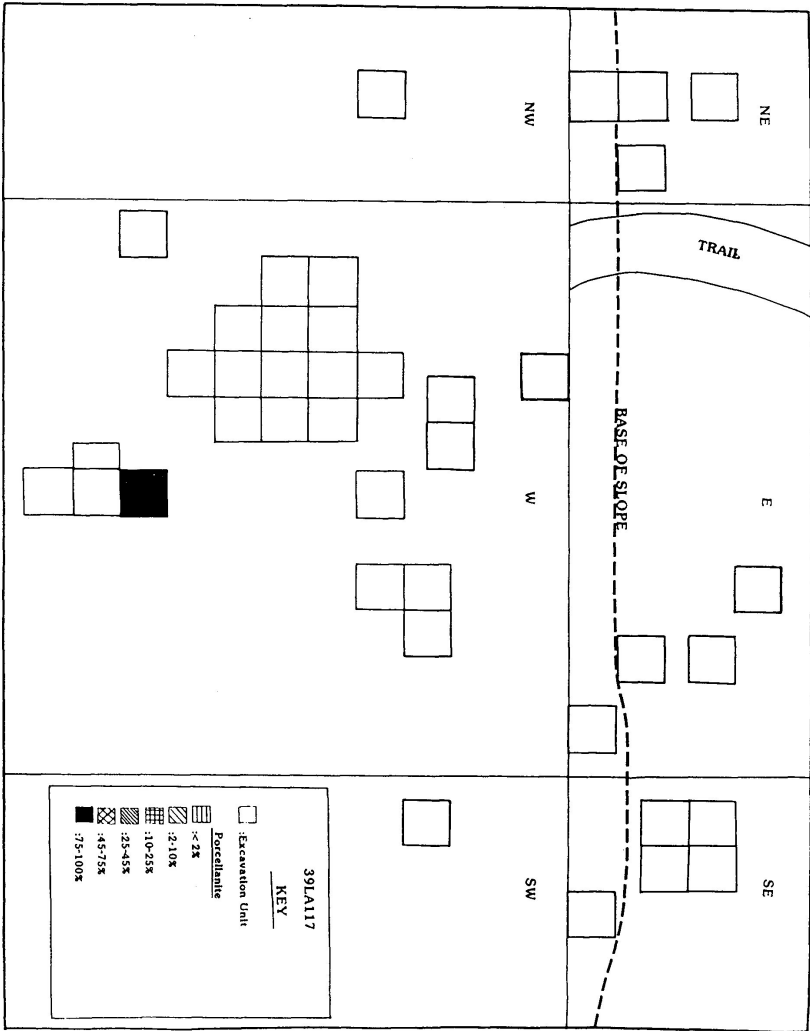 NE
E
SE
TRAIL
BASE OF SLOPE
NW
W
SW
39LA117
KEY
:Excavation Unit
Porcellanite
:< 2%
:2-10%
:10-25%
:25-45%
:45-75%
:75-100%